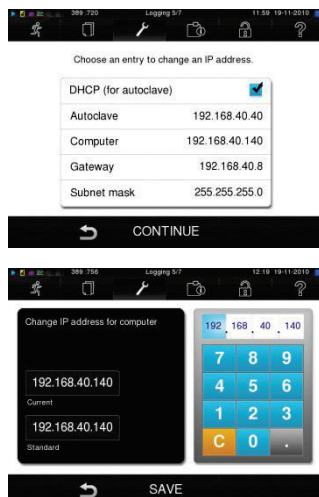 389 :720 Logging 5/7 11:59 19-11-2010
Choose an entry to change an IP address.
DHCP (for autoclave)
Autoclave 192.168.40.40
Computer 192.168.40.140
Gateway 192.168.40.8
Subnet mask 255.255.255.0
CONTINUE
389 :756 Logging 5/7 12:19 19-11-2010
Change IP address for computer
192.168.40.140
Current
192.168.40.140
Standard
192 . 168 . 40 . 140
7 8 9
4 5 6
1 2 3
C 0 .
SAVE